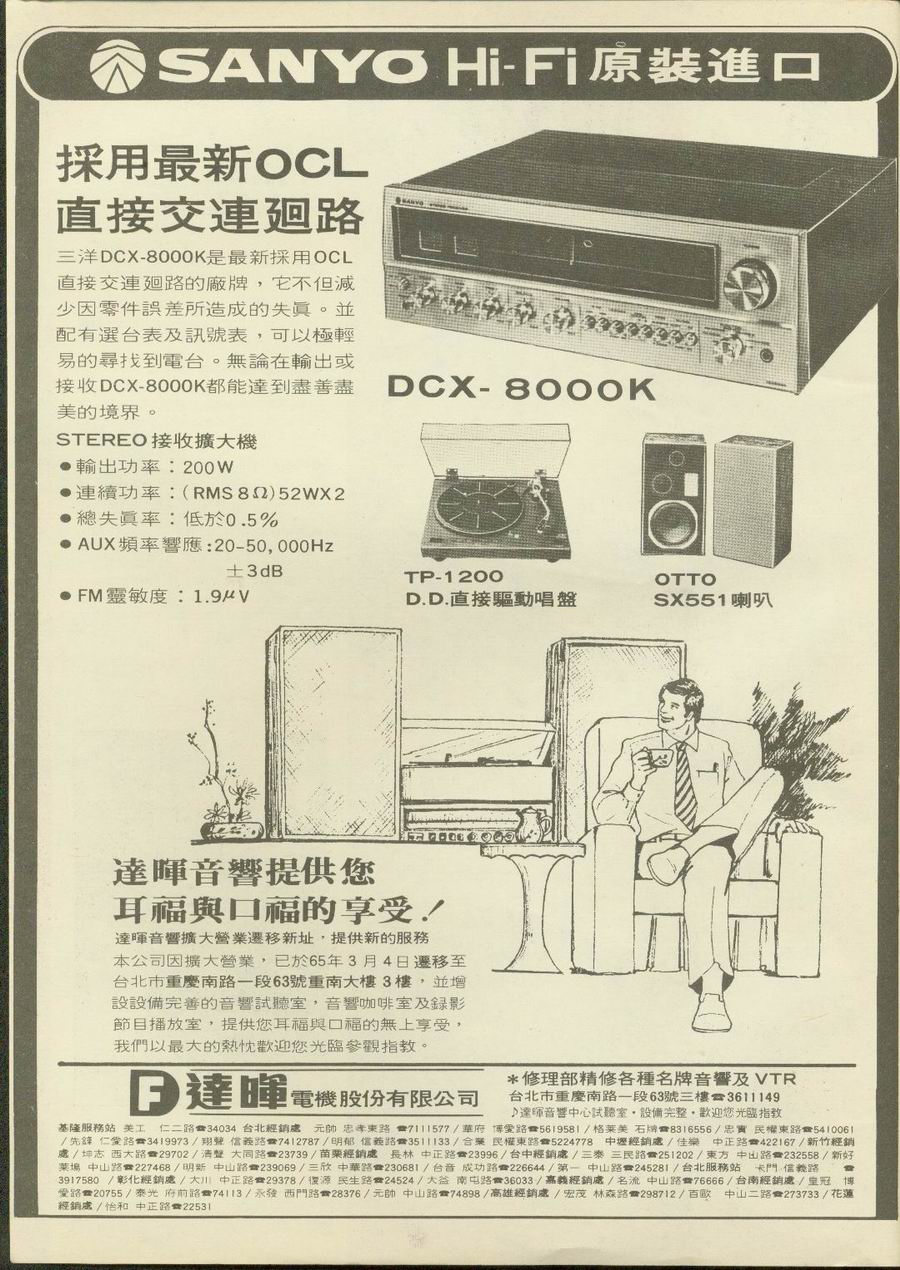 SANYO Hi-Fi 原裝進口
採用最新OCL
直接交連廻路
三洋DCX-8000K是最新採用OCL
直接交連廻路的廠牌，它不但減
少因零件誤差所造成的失眞。並
配有選台表及訊號表，可以極輕
易的尋找到電台。無論在輸出或
接收DCX-8000K都能達到盡善盡
美的境界。
STEREO接收擴大機
●輸出功率：200W
●連續功率：(RMS 8Ω)52WX2
●總失眞率：低於0.5%
●AUX頻率響應:20-50,000Hz
±3dB
●FM靈敏度：1.9μV
SANYO
DCX-8000K
TP-1200
D.D.直接驅動唱盤
OTTO
SX551喇叭
達暉音響提供您
耳福與口福的享受！
達暉音響擴大營業遷移新址，提供新的服務
本公司因擴大營業，已於65年3月4日遷移至
台北市重慶南路一段63號重南大樓3樓，並增
設設備完善的音響試聽室，音響咖啡室及錄影
節目播放室，提供您耳福與口福的無上享受，
我們以最大的熱忱歡迎您光臨參觀指教。
達暉電機股份有限公司
＊修理部精修各種名牌音響及VTR
台北市重慶南路一段63號三樓☎3611149
♪達暉音響中心試聽室・設備完整・歡迎您光臨指教
基隆服務站 美工 仁二路☎34034 台北經銷處 元帥 忠孝東路☎7111577／華府 博愛路☎5619581／格萊美 石牌☎8316556／忠實 民權東路☎5410061
／先鋒 仁愛路☎3419973／翔聲 信義路☎7412787／明郁 信義路☎3511133／合業 民權東路☎5224778 中壢經銷處／佳樂 中正路☎422167／新竹經銷
處／坤志 西大路☎29702／清聲 大同路☎23739／苗栗經銷處 長林 中正路☎23996／台中經銷處／三泰 三民路☎251202／東方 中山路☎232558／新好
萊塢 中山路☎227468／明新 中山路☎239069／三欣 中華路☎230681／台音 成功路☎226644／第一 中山路☎245281／台北服務站 卡門 信義路 ☎
3917580／彰化經銷處／大川 中正路☎29378／復源 民生路☎24524／大益 南屯路☎36033／嘉義經銷處／名流 中山路☎76666／台南經銷處／皇冠 博
愛路☎20755／泰光 府前路☎74113／永發 西門路☎28376／元帥 中山路☎74898／高雄經銷處／宏茂 林森路☎298712／百歐 中山二路☎273733／花蓮
經銷處／怡和 中正路☎22531